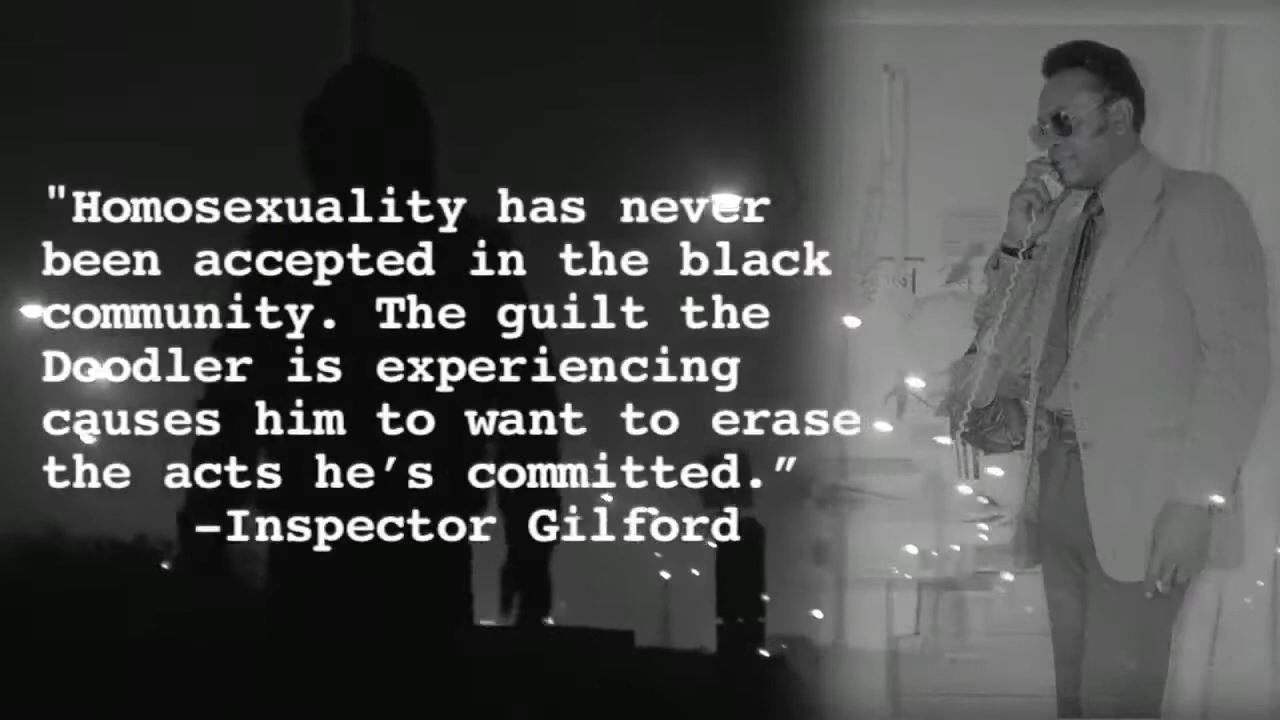 "Homosexuality has never
been accepted in the black
community. The guilt the
Doodler is experiencing
causes him to want to erase
the acts he’s committed.”
–Inspector Gilford